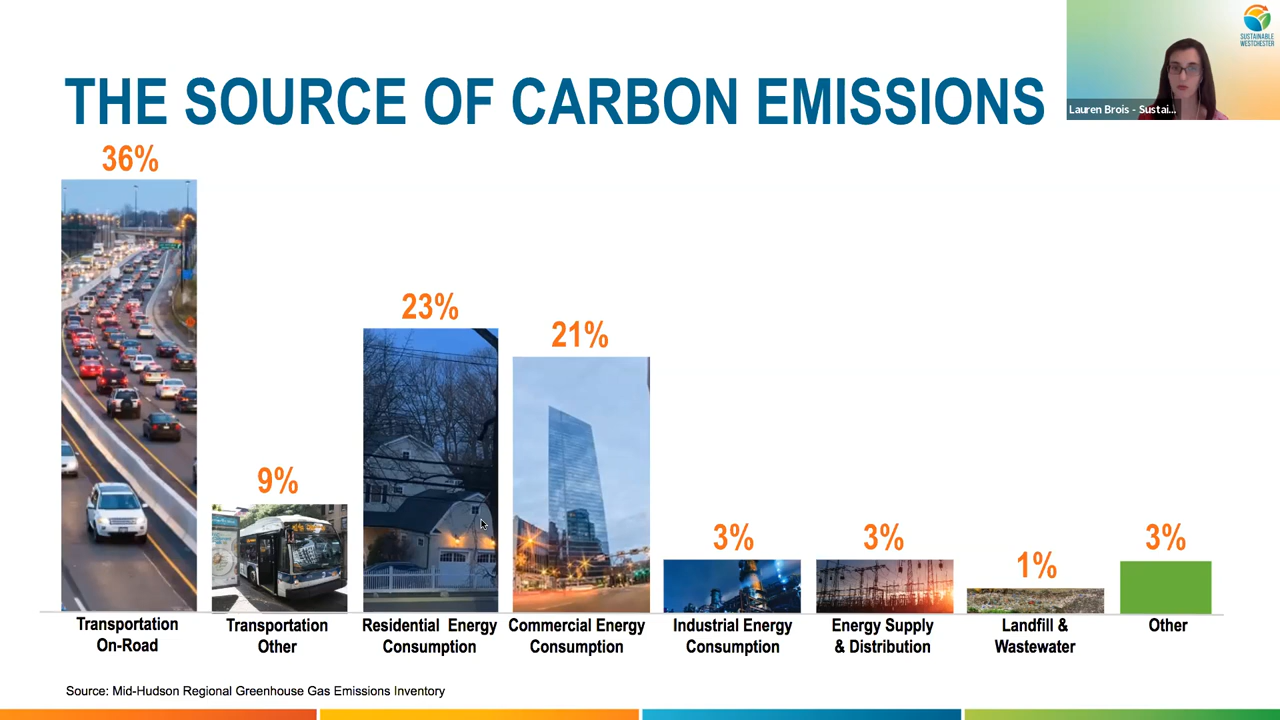 SUSTAINABLE
WESTCHESTER
Lauren Brois - Sustai...
THE SOURCE OF CARBON EMISSIONS
36%
9%
23%
21%
3%
3%
1%
3%
Transportation
On-Road
Transportation
Other
Residential Energy
Consumption
Commercial Energy
Consumption
Industrial Energy
Consumption
Energy Supply
& Distribution
Landfill &
Wastewater
Other
Source: Mid-Hudson Regional Greenhouse Gas Emissions Inventory